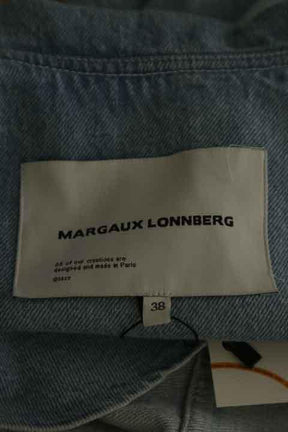 MARGAUX LONNBERG
All of our creations are
designed and made in Paris
38